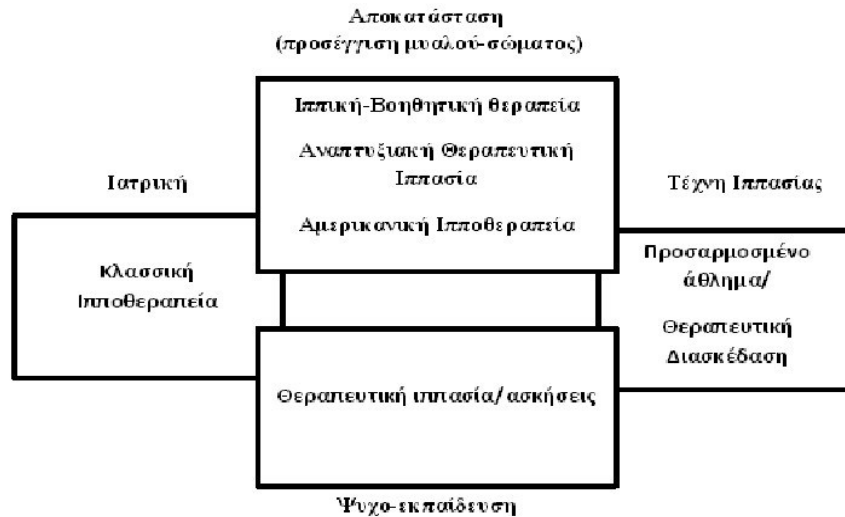 Αποκατάσταση
(προσέγγιση μυαλού-σώματος)
Ιππική-Βοηθητική θεραπεία
Αναπτυξιακή Θεραπευτική
Ιππασία
Αμερικανική Ιπποθεραπεία
Ιατρική
Κλασσική
Ιπποθεραπεία
Τέχνη Ιππασίας
Προσαρμοσμένο
άθλημα/
Θεραπευτική
Διασκέδαση
Θεραπευτική ιππασία/ ασκήσεις
Ψυχο-εκπαίδευση